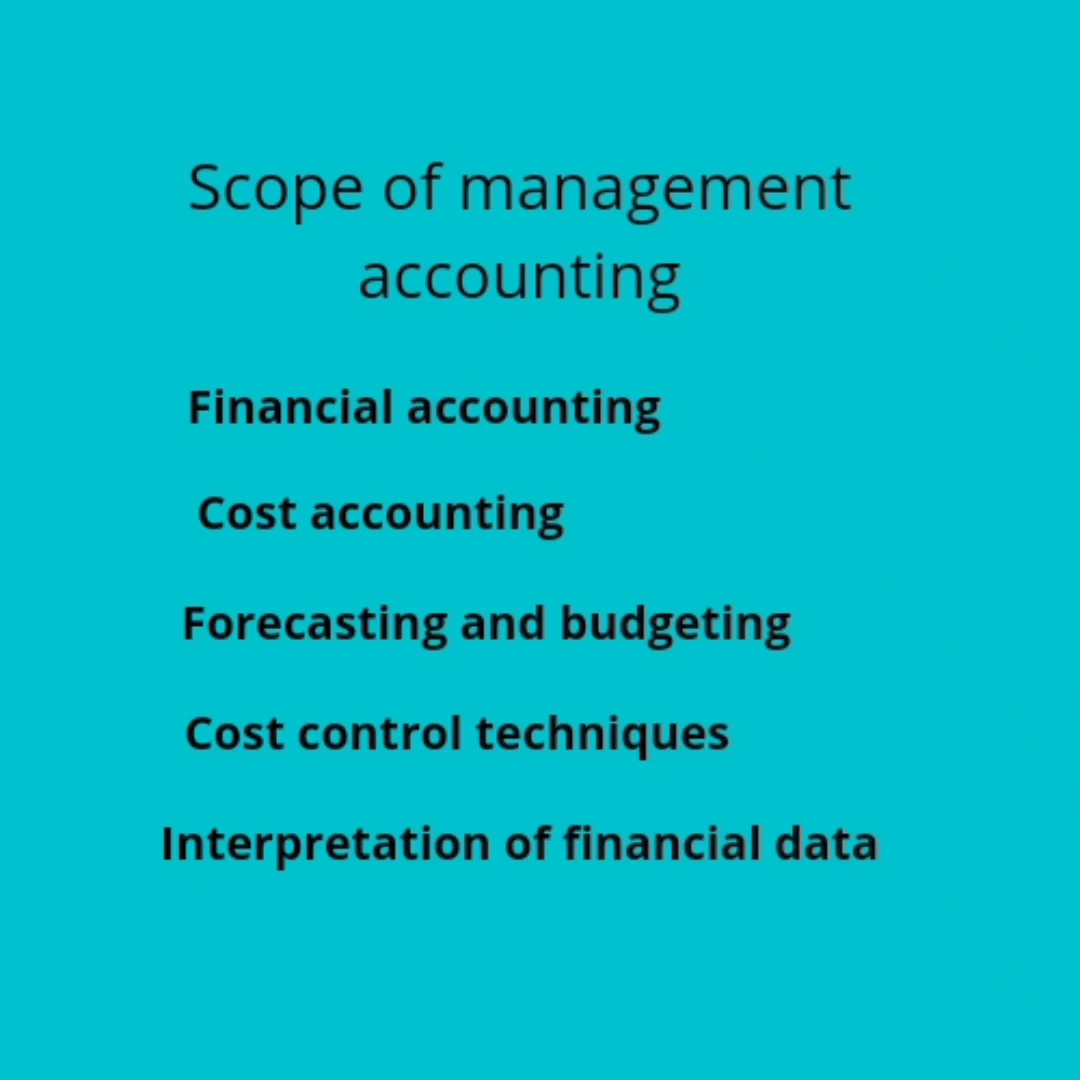 Scope of management
accounting
Financial accounting
Cost accounting
Forecasting and budgeting
Cost control techniques
Interpretation of financial data